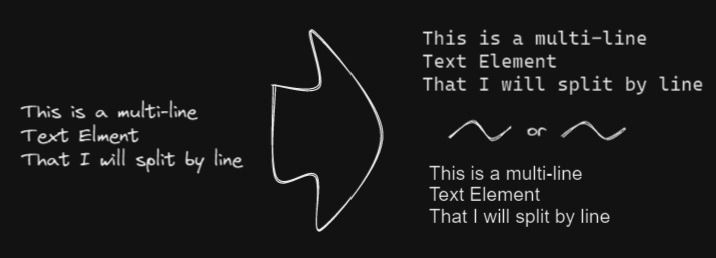 This is a multi-line
Text Elment
That I will split by line
This is a multi-line
Text Element
That I will split by line
or
This is a multi-line
Text Element
That I will split by line